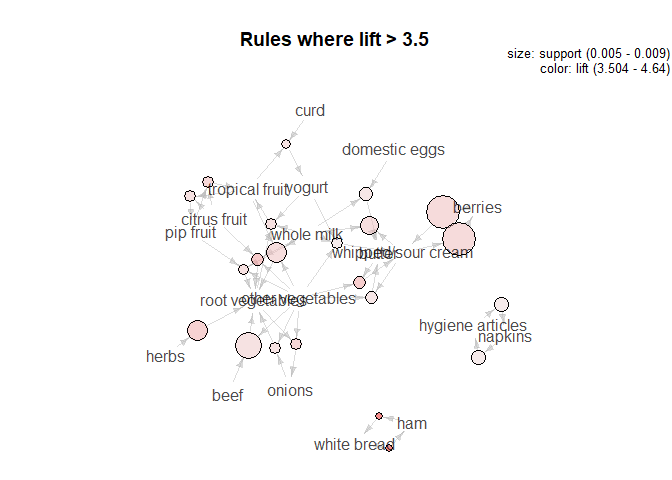 Rules where lift > 3.5
size: support (0.005 - 0.009)
color: lift (3.504 - 4.64)
curd
domestic eggs
tropical fruit
yogurt
berries
citrus fruit
pip fruit
whole milk
butter
whipped/sour cream
root vegetables
other vegetables
hygiene articles
napkins
herbs
beef
onions
ham
white bread